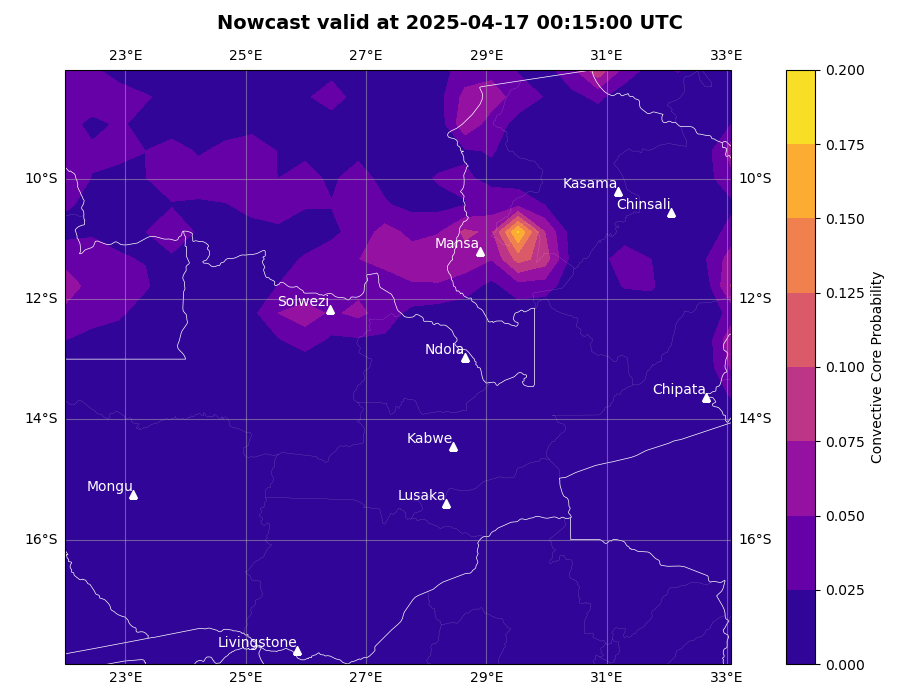 Nowcast valid at 2025-04-17 00:15:00 UTC
23°E 25°E 27°E 29°E 31°E 33°E
0.200
0.175
10°S Kasama 10°S
Chinsali
0.150
Mansa
12°S Solwezi 12°S
0.125
Ndola
0.100
Chipata
14°S 14°S
Kabwe
0.075
Mongu
Lusaka
0.050
16°S 16°S
0.025
Livingstone
0.000
23°E 25°E 27°E 29°E 31°E 33°E
Convective Core Probability